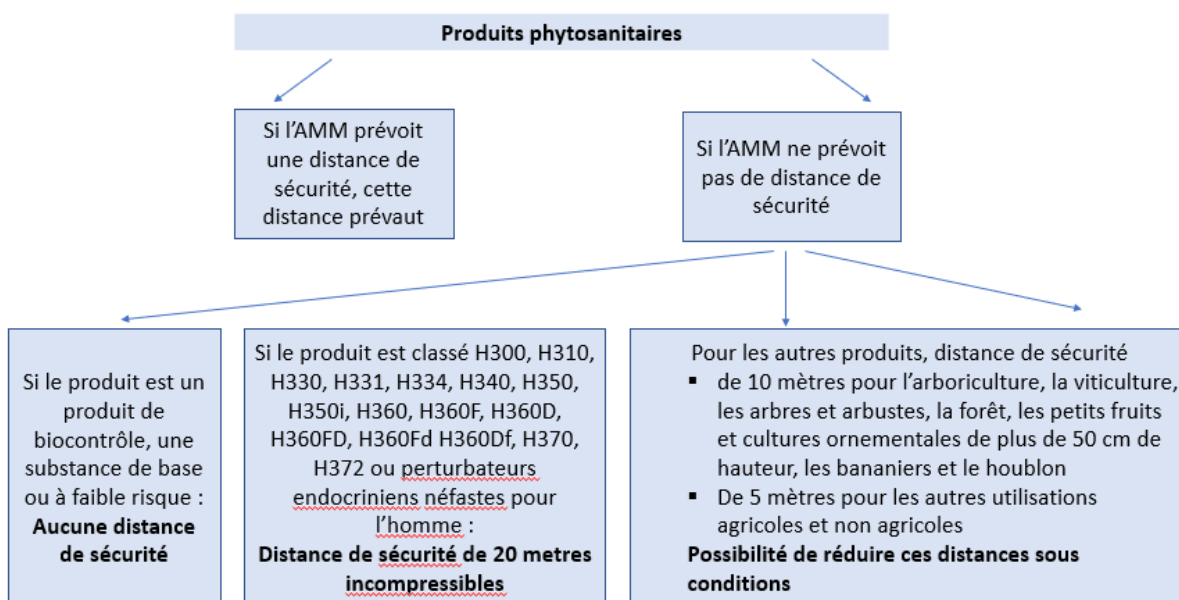 Produits phytosanitaires
Si l'AMM prévoit
une distance de
sécurité, cette
distance prévaut
Si l'AMM ne prévoit
pas de distance de
sécurité
Si le produit est un
produit de
biocontrôle, une
substance de base
ou à faible risque :
Aucune distance
de sécurité
Si le produit est classé H300, H310,
H330, H331, H334, H340, H350,
H350i, H360, H360F, H360D,
H360FD, H360Fd H360Df, H370,
H372 ou perturbateurs
endocriniens néfastes pour
l'homme :
Distance de sécurité de 20 metres
incompressibles
Pour les autres produits, distance de sécurité
▪ de 10 mètres pour l'arboriculture, la viticulture,
les arbres et arbustes, la forêt, les petits fruits
et cultures ornementales de plus de 50 cm de
hauteur, les bananiers et le houblon
▪ De 5 mètres pour les autres utilisations
agricoles et non agricoles
Possibilité de réduire ces distances sous
conditions